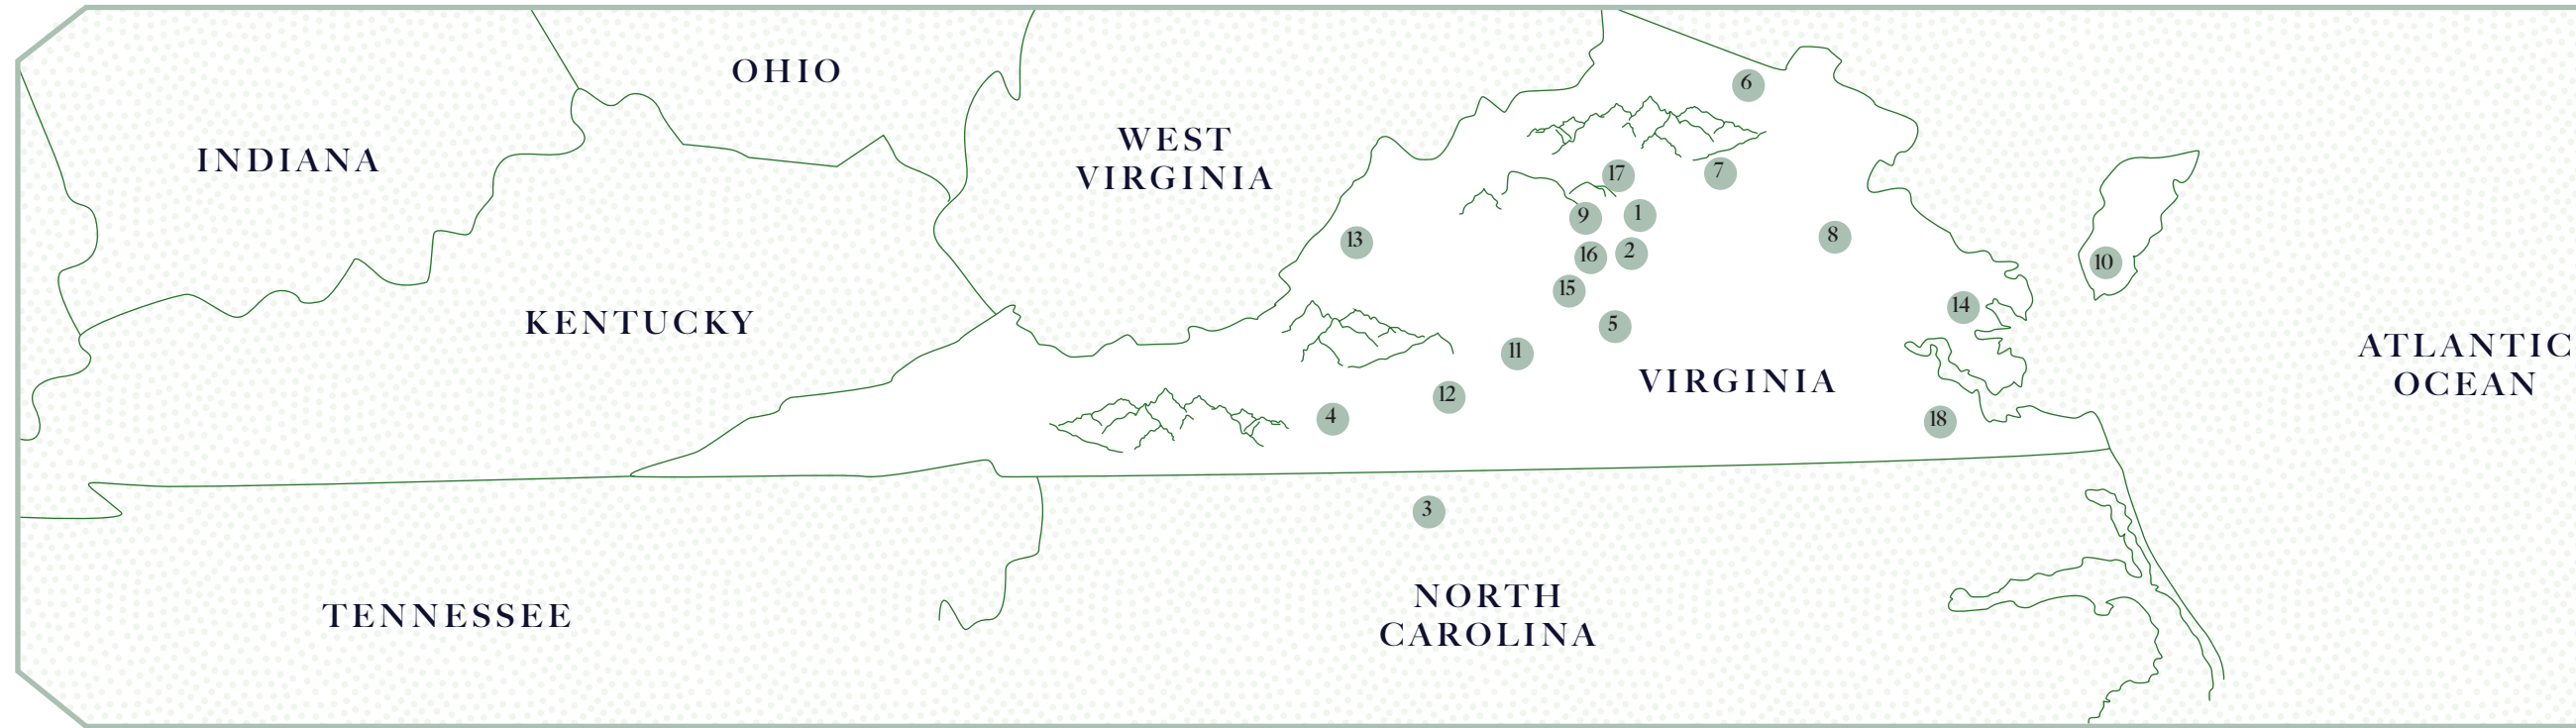 OHIO
INDIANA
WEST
VIRGINIA
KENTUCKY
TENNESSEE
6
17
7
9
1
13
16
2
8
10
15
14
5
11
VIRGINIA
ATLANTIC
OCEAN
12
4
18
3
NORTH
CAROLINA